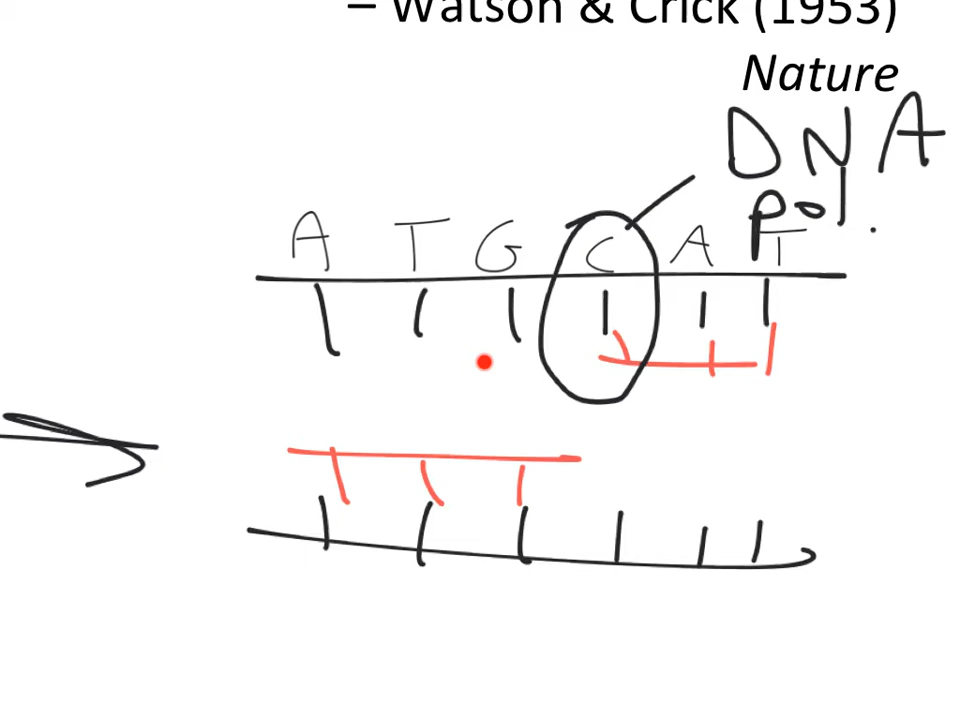 – Watson & Crick (1953)
Nature
DNA
pol.
A T G C A T